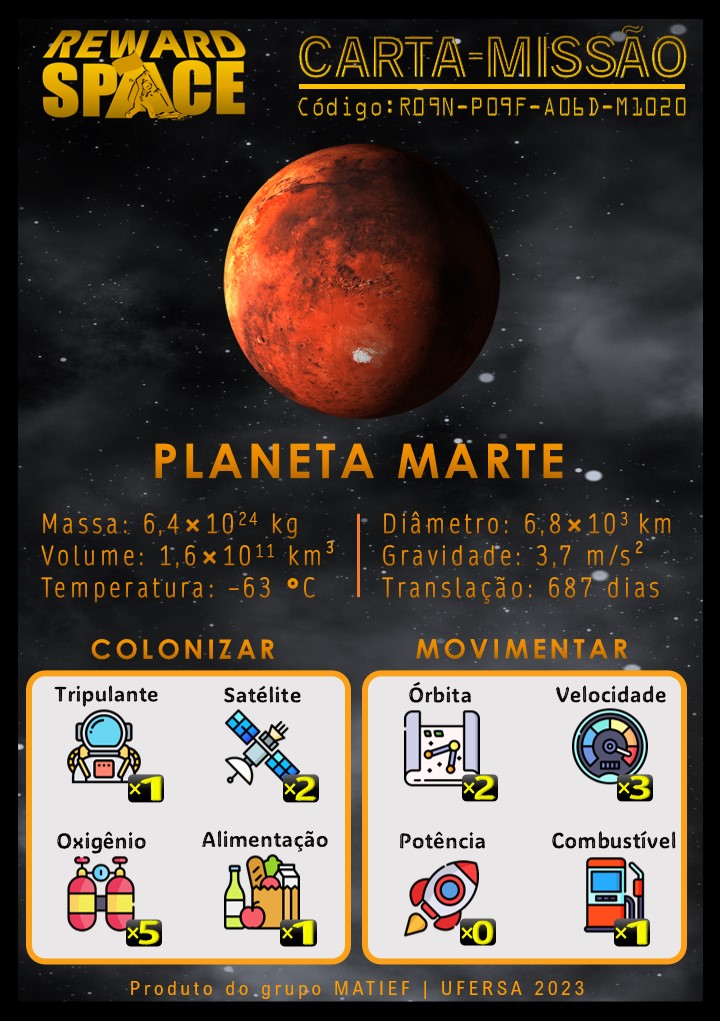 REWARD
SPACE
CARTA-MISSÃO
Código:R09N-P09F-A06D-M1020
PLANETA MARTE
Massa: 6,4×10²⁴ kg
Volume: 1,6×10¹¹ km³
Temperatura: -63 °C
Diâmetro: 6,8×10³ km
Gravidade: 3,7 m/s²
Translação: 687 dias
COLONIZAR
Tripulante
×1
Satélite
×2
Oxigênio
×5
Alimentação
×1
MOVIMENTAR
Órbita
×2
Velocidade
×3
Potência
×0
Combustível
×1
Produto do grupo MATIEF | UFERSA 2023